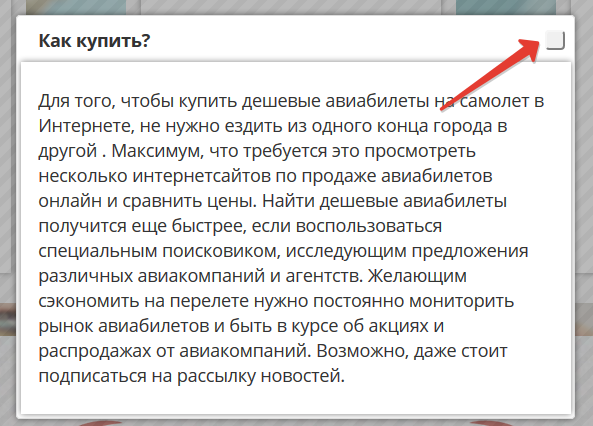 Как купить?
Для того, чтобы купить дешевые авиабилеты на самолет в
Интернете, не нужно ездить из одного конца города в
другой . Максимум, что требуется это просмотреть
несколько интернетсайтов по продаже авиабилетов
онлайн и сравнить цены. Найти дешевые авиабилеты
получится еще быстрее, если воспользоваться
специальным поисковиком, исследующим предложения
различных авиакомпаний и агентств. Желающим
сэкономить на перелете нужно постоянно мониторить
рынок авиабилетов и быть в курсе об акциях и
распродажах от авиакомпаний. Возможно, даже стоит
подписаться на рассылку новостей.